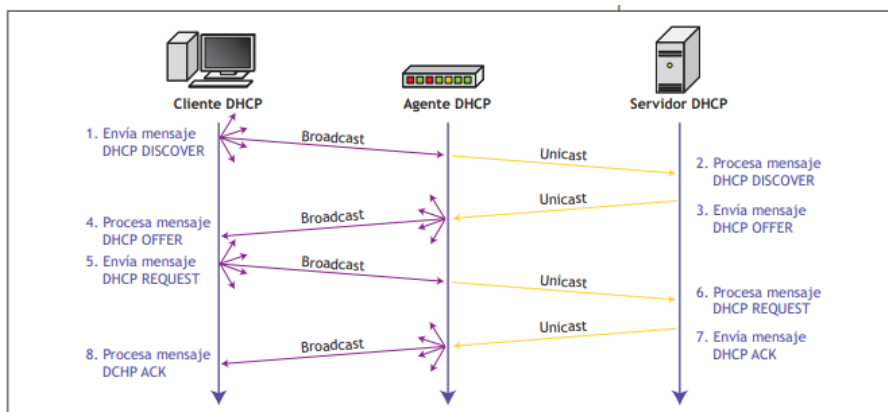 Cliente DHCP
Agente DHCP
Servidor DHCP
1. Envía mensaje
DHCP DISCOVER
Broadcast
Unicast
2. Procesa mensaje
DHCP DISCOVER
3. Envía mensaje
DHCP OFFER
Unicast
Broadcast
4. Procesa mensaje
DHCP OFFER
5. Envía mensaje
DHCP REQUEST
Broadcast
Unicast
6. Procesa mensaje
DHCP REQUEST
7. Envía mensaje
DHCP ACK
Unicast
Broadcast
8. Procesa mensaje
DCHP ACK